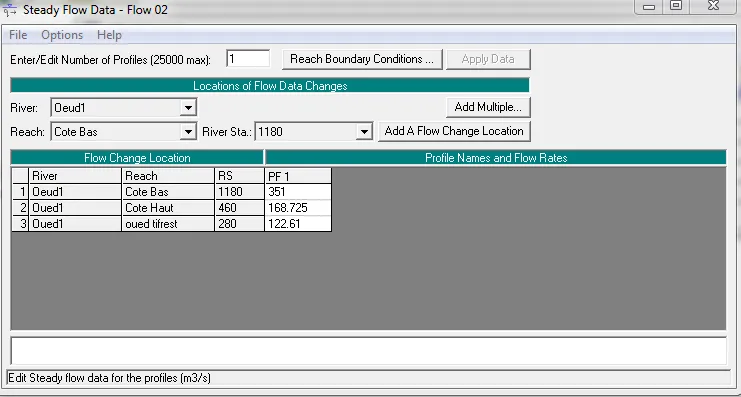 Steady Flow Data - Flow 02
File Options Help
Enter/Edit Number of Profiles (25000 max): 1 Reach Boundary Conditions ... Apply Data
Locations of Flow Data Changes
River: Oeud1 Add Multiple...
Reach: Cote Bas River Sta.: 1180 Add A Flow Change Location
Flow Change Location Profile Names and Flow Rates
River Reach RS PF 1
1 Oeud1 Cote Bas 1180 351
2 Oued1 Cote Haut 460 168.725
3 Oued1 oued tifrest 280 122.61
Edit Steady flow data for the profiles (m3/s)